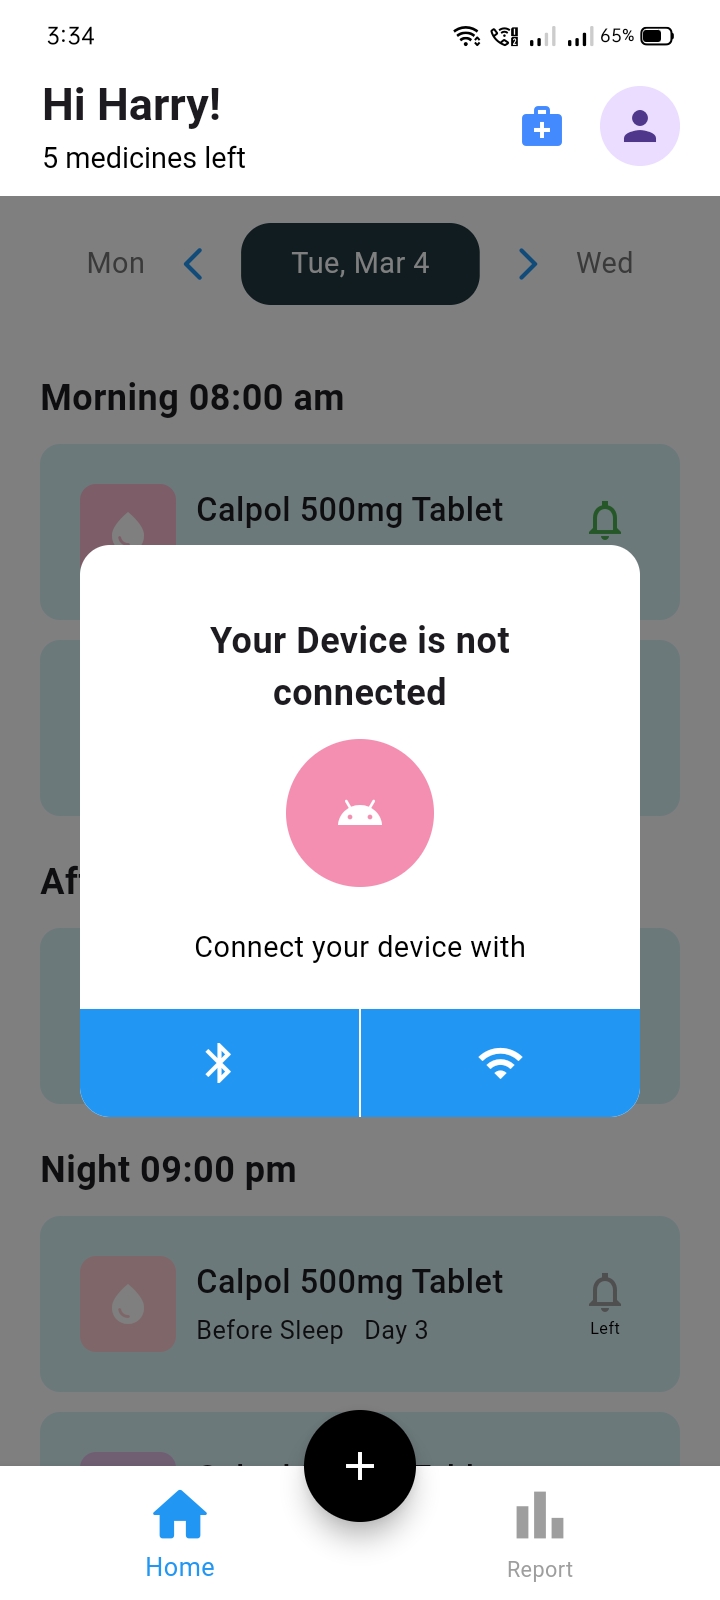 3:34
65%
Hi Harry!
5 medicines left
Mon
Tue, Mar 4
Wed
Morning 08:00 am
Calpol 500mg Tablet
Your Device is not
connected
Connect your device with
Night 09:00 pm
Calpol 500mg Tablet
Before Sleep Day 3
Left
Home
Report